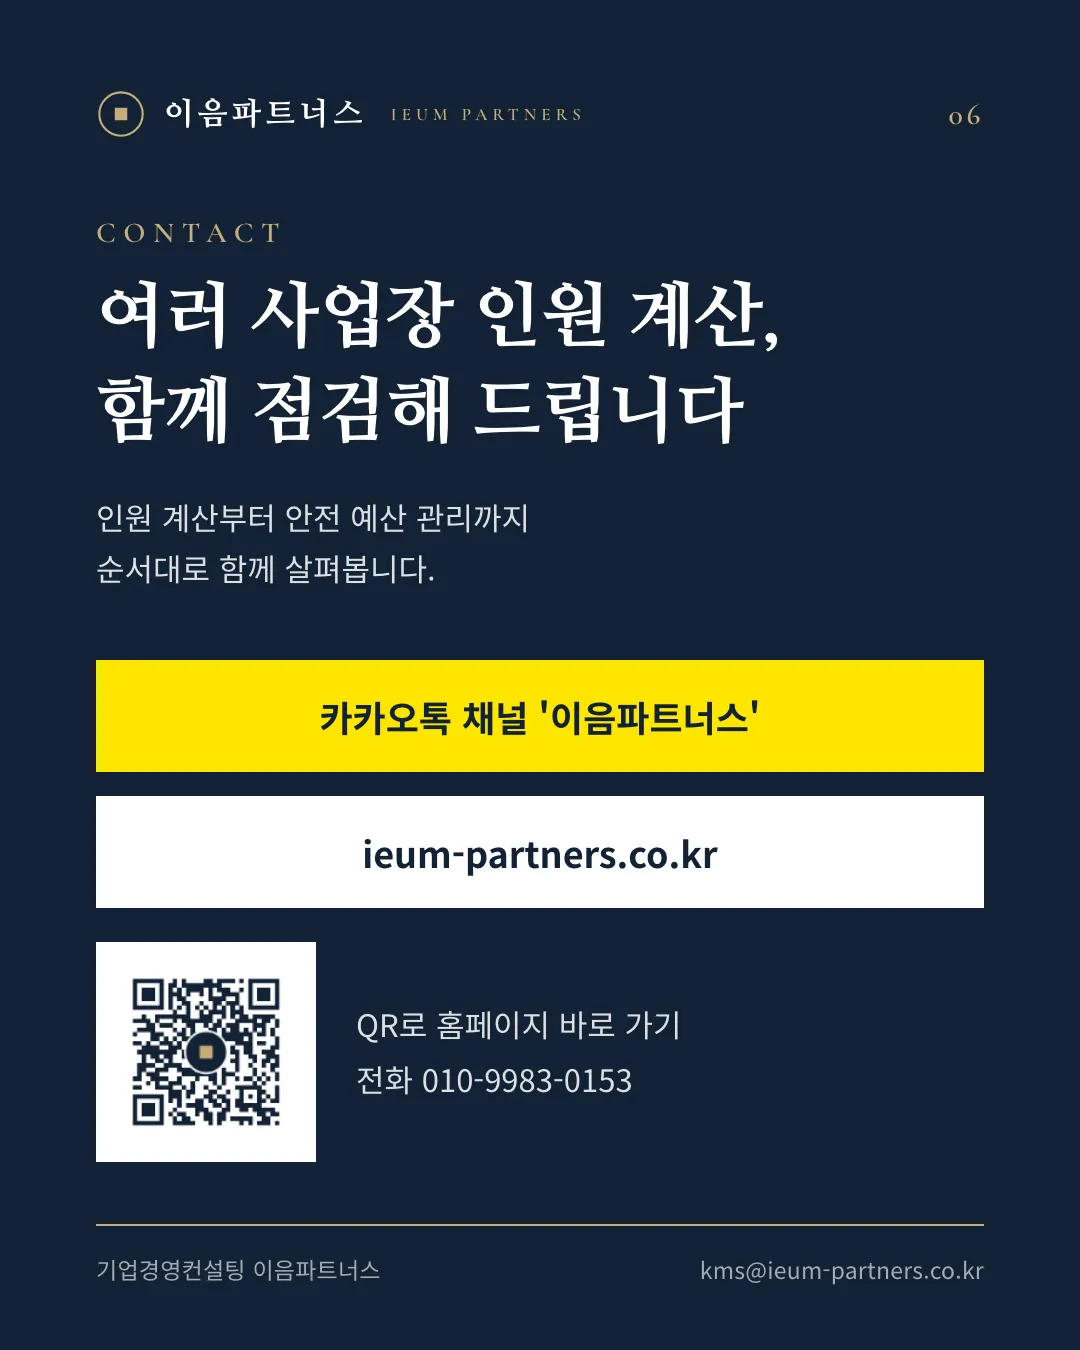 이음파트너스 IEUM PARTNERS 06
CONTACT
여러 사업장 인원 계산,
함께 점검해 드립니다
인원 계산부터 안전 예산 관리까지
순서대로 함께 살펴봅니다.
카카오톡 채널 '이음파트너스'
ieum-partners.co.kr
QR로 홈페이지 바로 가기
전화 010-9983-0153
기업경영컨설팅 이음파트너스 kms@ieum-partners.co.kr